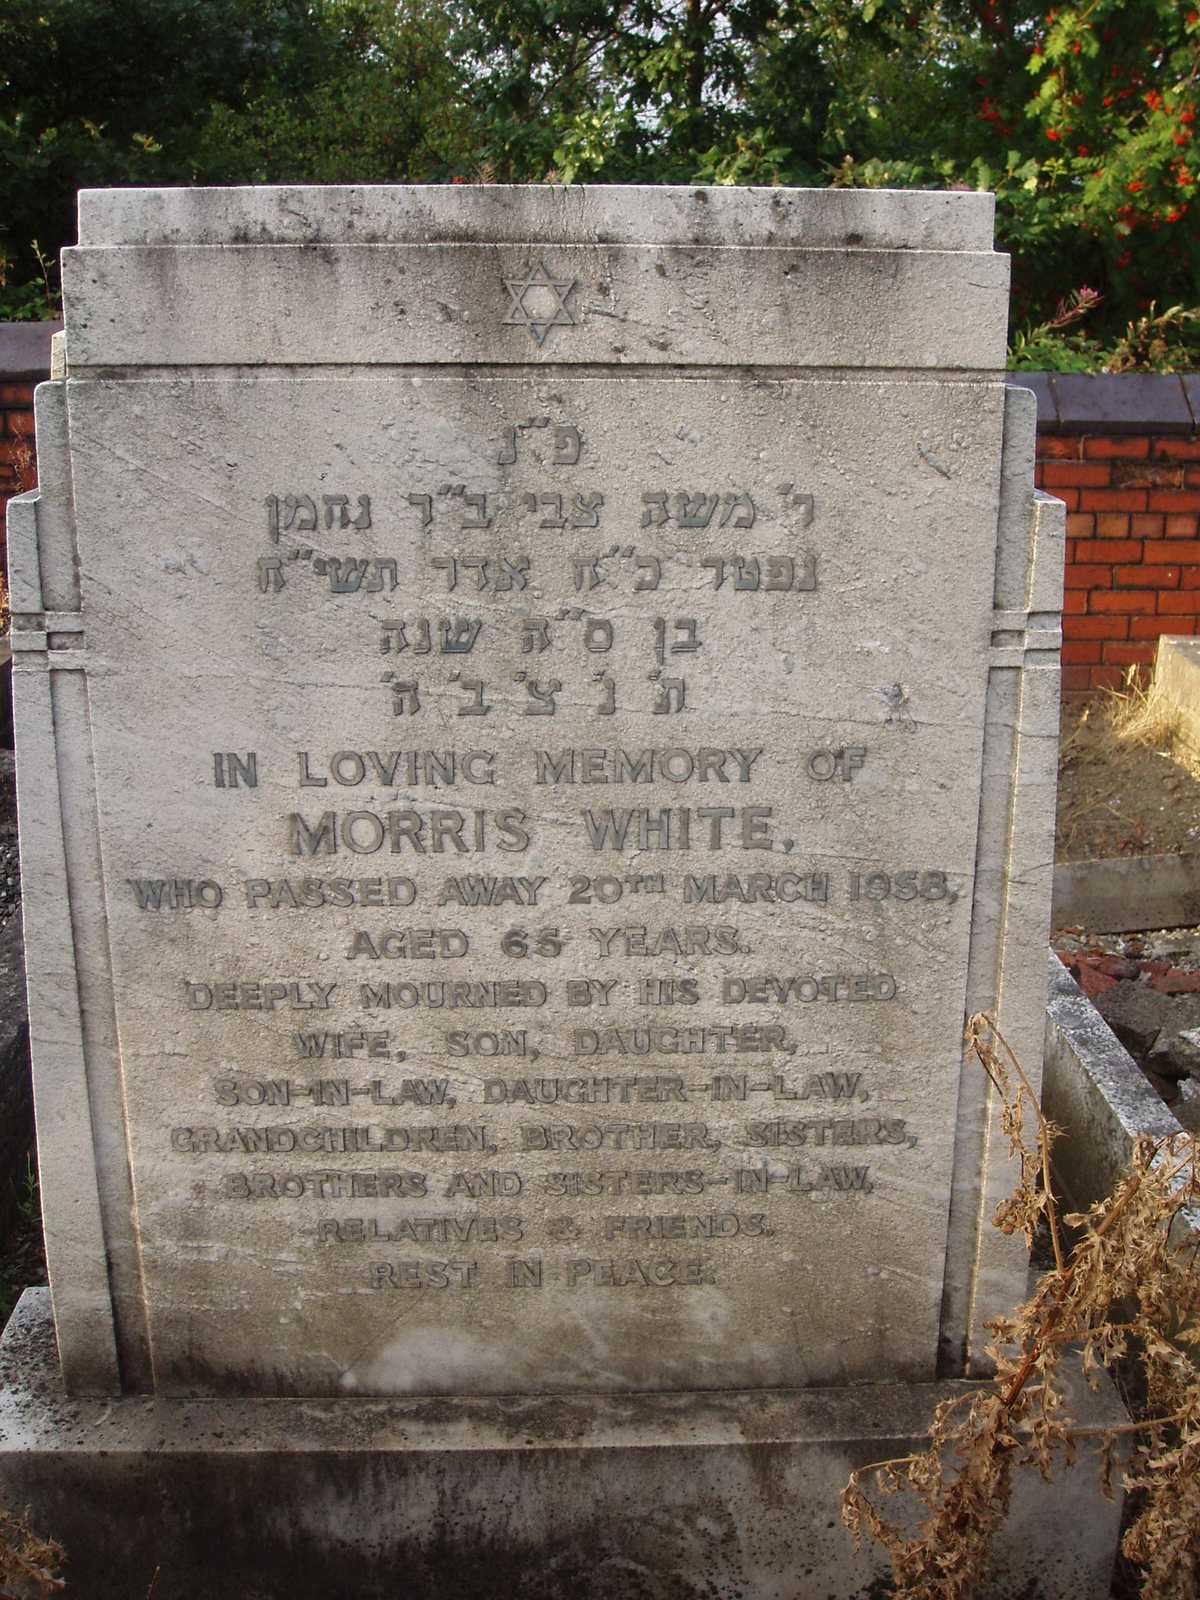 פ״נ
ר׳ משה צבי ב״ר נחמן
נפטר כ״ח אדר תשי״ח
בן ס״ה שנה
ת׳ נ׳ צ׳ ב׳ ה׳
IN LOVING MEMORY OF
MORRIS WHITE,
WHO PASSED AWAY 20TH MARCH 1958,
AGED 65 YEARS.
DEEPLY MOURNED BY HIS DEVOTED
WIFE, SON, DAUGHTER,
SON-IN-LAW, DAUGHTER-IN-LAW,
GRANDCHILDREN, BROTHER, SISTERS,
BROTHERS AND SISTERS-IN-LAW,
RELATIVES & FRIENDS.
REST IN PEACE.